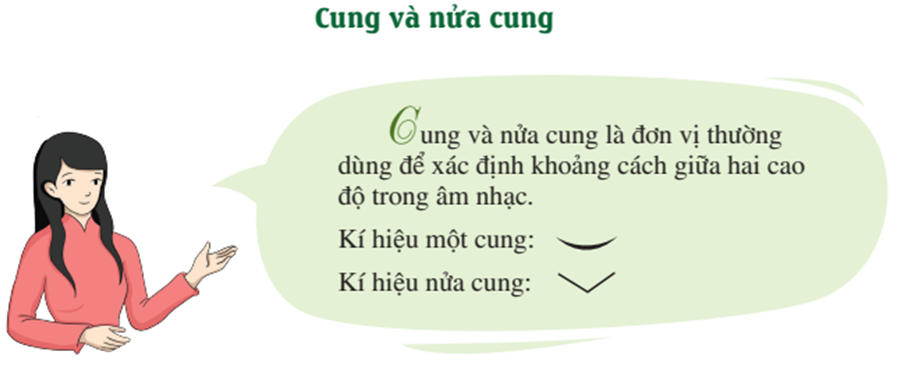 Cung và nửa cung
Cung và nửa cung là đơn vị thường
dùng để xác định khoảng cách giữa hai cao
độ trong âm nhạc.
Kí hiệu một cung:
Kí hiệu nửa cung: